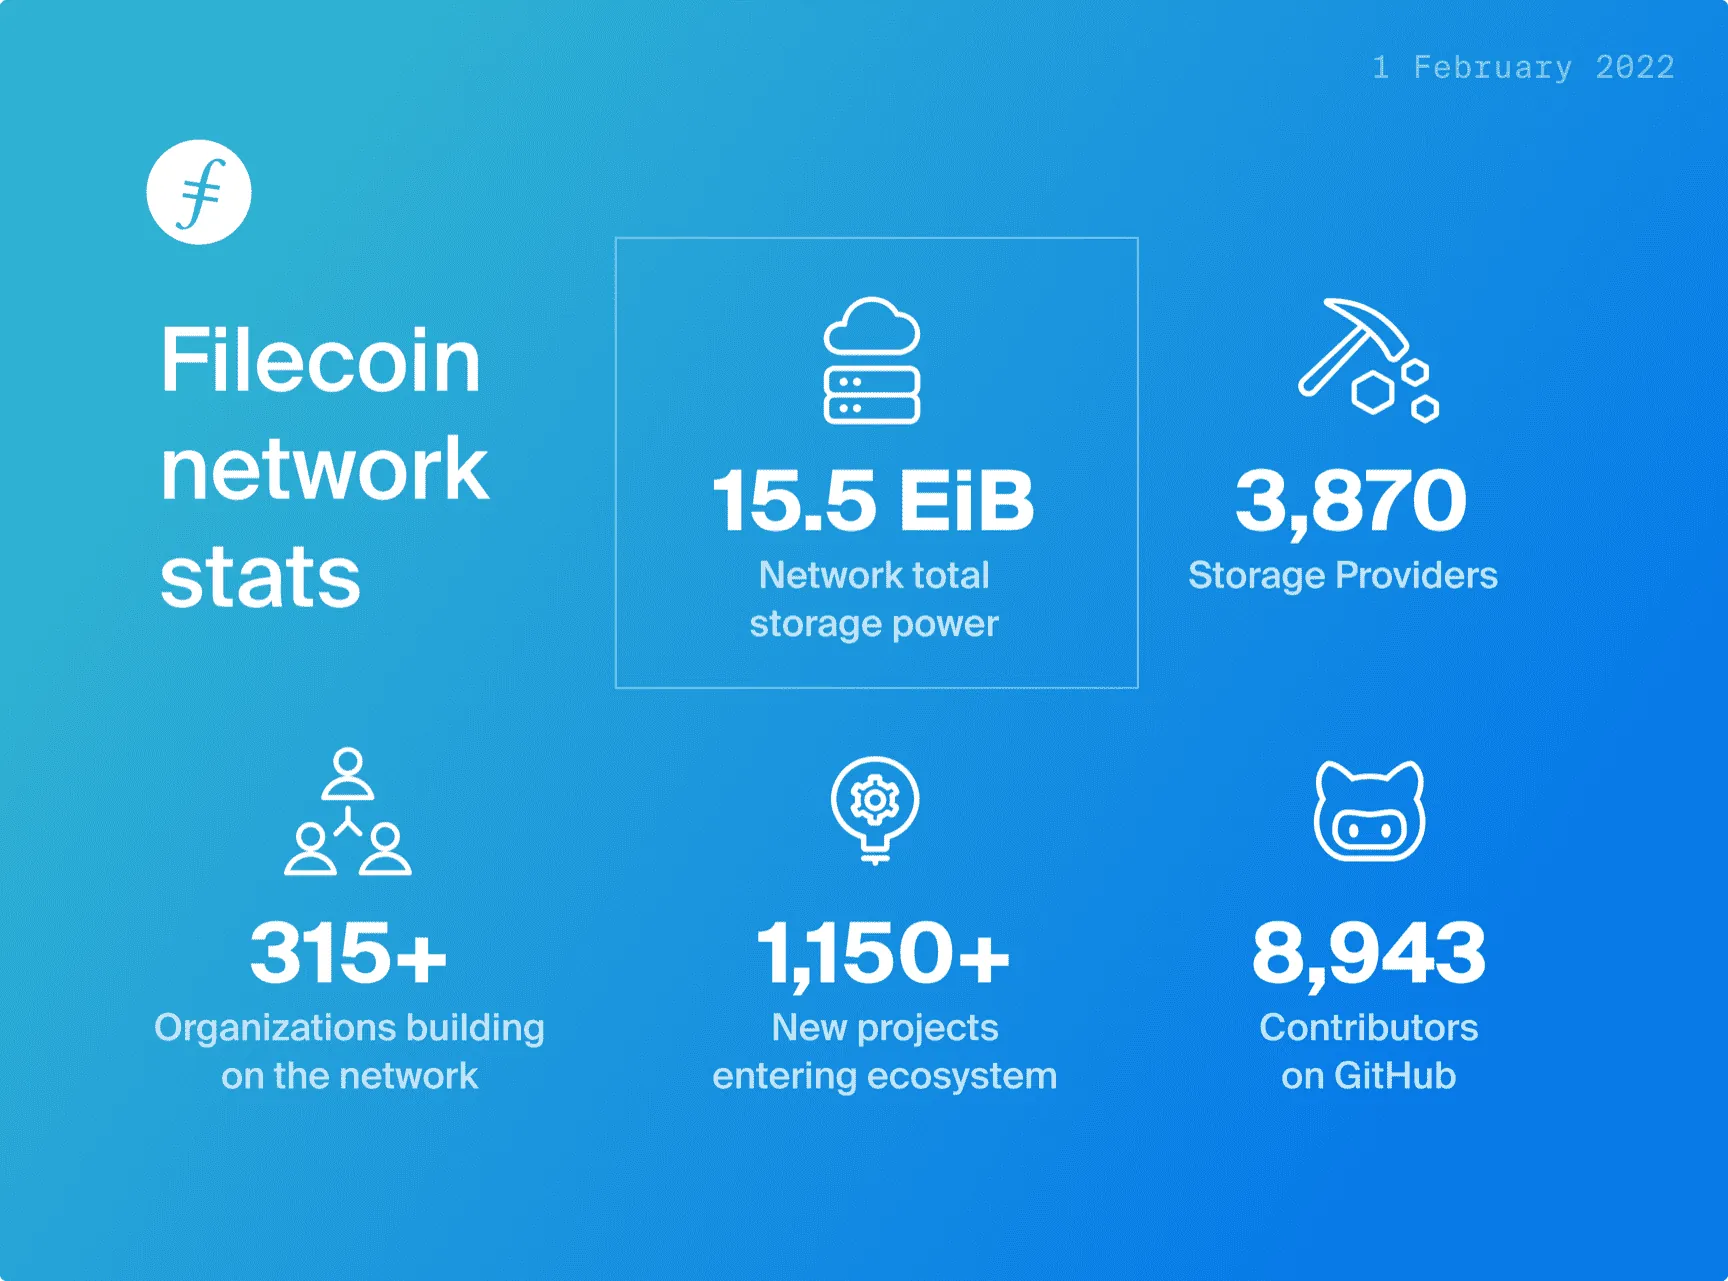 1 February 2022
Filecoin
network
stats
15.5 EiB
Network total
storage power
3,870
Storage Providers
315+
Organizations building
on the network
1,150+
New projects
entering ecosystem
8,943
Contributors
on GitHub